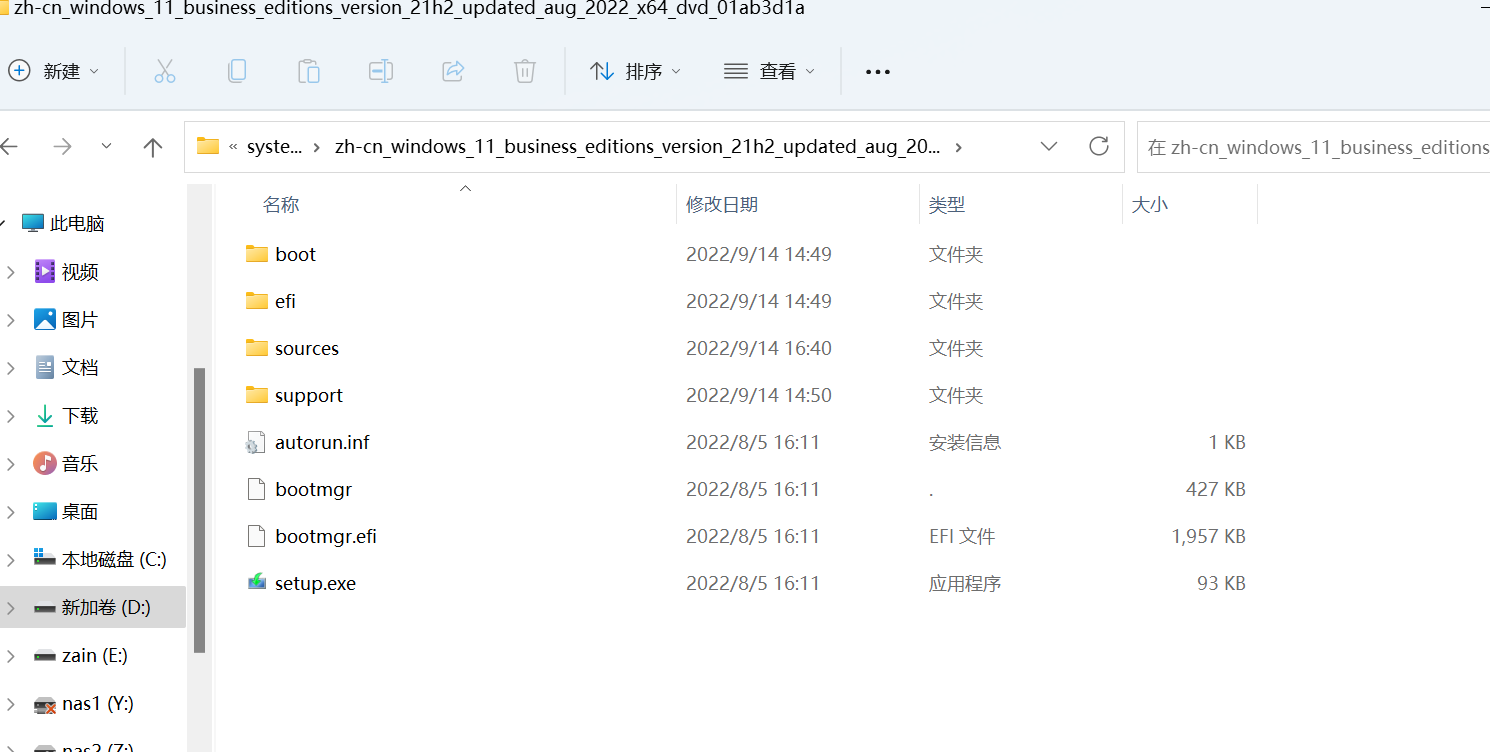 zh-cn_windows_11_business_editions_version_21h2_updated_aug_2022_x64_dvd_01ab3d1a
新建 排序 查看
« syste... › zh-cn_windows_11_business_editions_version_21h2_updated_aug_20... ›
在 zh-cn_windows_11_business_editions
名称 修改日期 类型 大小
此电脑
视频
图片
文档
下载
音乐
桌面
本地磁盘 (C:)
新加卷 (D:)
zain (E:)
nas1 (Y:)
nas2 (Z:)
boot 2022/9/14 14:49 文件夹
efi 2022/9/14 14:49 文件夹
sources 2022/9/14 16:40 文件夹
support 2022/9/14 14:50 文件夹
autorun.inf 2022/8/5 16:11 安装信息 1 KB
bootmgr 2022/8/5 16:11 . 427 KB
bootmgr.efi 2022/8/5 16:11 EFI 文件 1,957 KB
setup.exe 2022/8/5 16:11 应用程序 93 KB